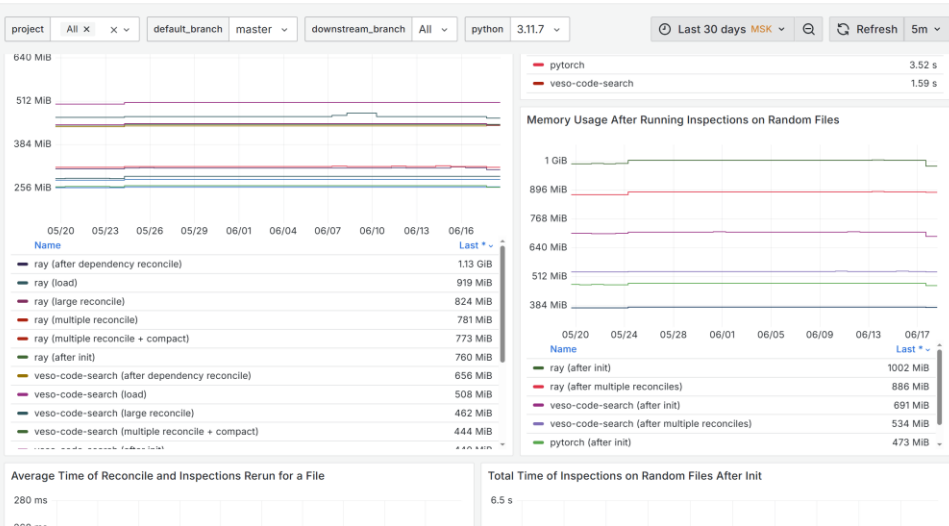 project All × × default_branch master downstream_branch All python 3.11.7 Last 30 days MSK Refresh 5m
640 MiB
512 MiB
384 MiB
256 MiB
05/20 05/23 05/26 05/29 06/01 06/04 06/07 06/10 06/13 06/16
Name Last *
ray (after dependency reconcile) 1.13 GiB
ray (load) 919 MiB
ray (large reconcile) 824 MiB
ray (multiple reconcile) 781 MiB
ray (multiple reconcile + compact) 773 MiB
ray (after init) 760 MiB
veso-code-search (after dependency reconcile) 656 MiB
veso-code-search (load) 508 MiB
veso-code-search (large reconcile) 462 MiB
veso-code-search (multiple reconcile + compact) 444 MiB
pytorch 3.52 s
veso-code-search 1.59 s
Memory Usage After Running Inspections on Random Files
1 GiB
896 MiB
768 MiB
640 MiB
512 MiB
384 MiB
05/20 05/24 05/28 06/01 06/05 06/09 06/13 06/17
Name Last *
ray (after init) 1002 MiB
ray (after multiple reconciles) 886 MiB
veso-code-search (after init) 691 MiB
veso-code-search (after multiple reconciles) 534 MiB
pytorch (after init) 473 MiB
Average Time of Reconcile and Inspections Rerun for a File
280 ms
Total Time of Inspections on Random Files After Init
6.5 s